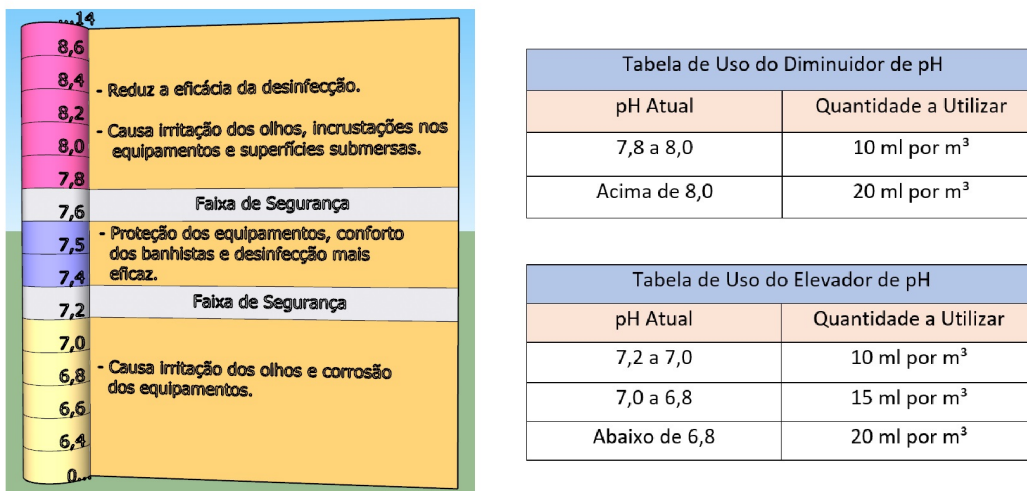 ...14
8,6
8,4
8,2
8,0
7,8
7,6
7,5
7,4
7,2
7,0
6,8
6,6
6,4
0...
- Reduz a eficácia da desinfecção.
- Causa irritação dos olhos, incrustações nos
equipamentos e superfícies submersas.
Faixa de Segurança
- Proteção dos equipamentos, conforto
dos banhistas e desinfecção mais
eficaz.
Faixa de Segurança
- Causa irritação dos olhos e corrosão
dos equipamentos.
Tabela de Uso do Diminuidor de pH
pH Atual Quantidade a Utilizar
7,8 a 8,0 10 ml por m³
Acima de 8,0 20 ml por m³
Tabela de Uso do Elevador de pH
pH Atual Quantidade a Utilizar
7,2 a 7,0 10 ml por m³
7,0 a 6,8 15 ml por m³
Abaixo de 6,8 20 ml por m³